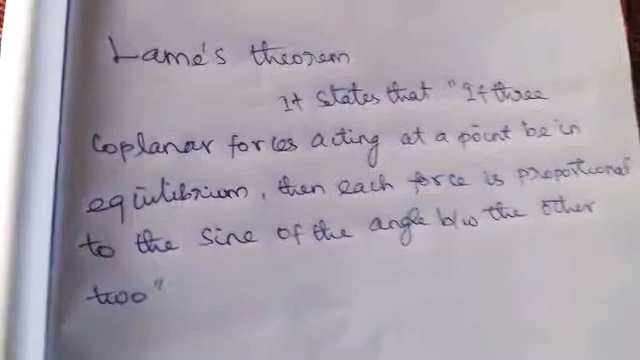 Lame's theorem
It states that "If three
coplanar forces acting at a point be in
equilibrium, then each force is proportional
to the sine of the angle b/w the other
two"